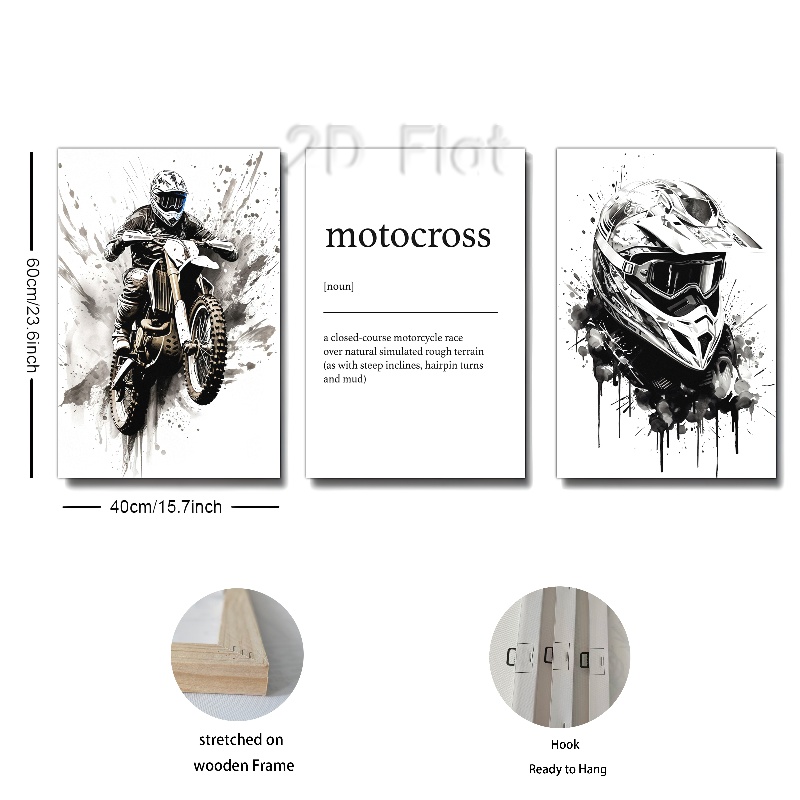 2D Flat
motocross
[noun]
a closed-course motorcycle race
over natural simulated rough terrain
(as with steep inclines, hairpin turns
and mud)
60cm/23.6inch
40cm/15.7inch
stretched on
wooden Frame
Hook
Ready to Hang